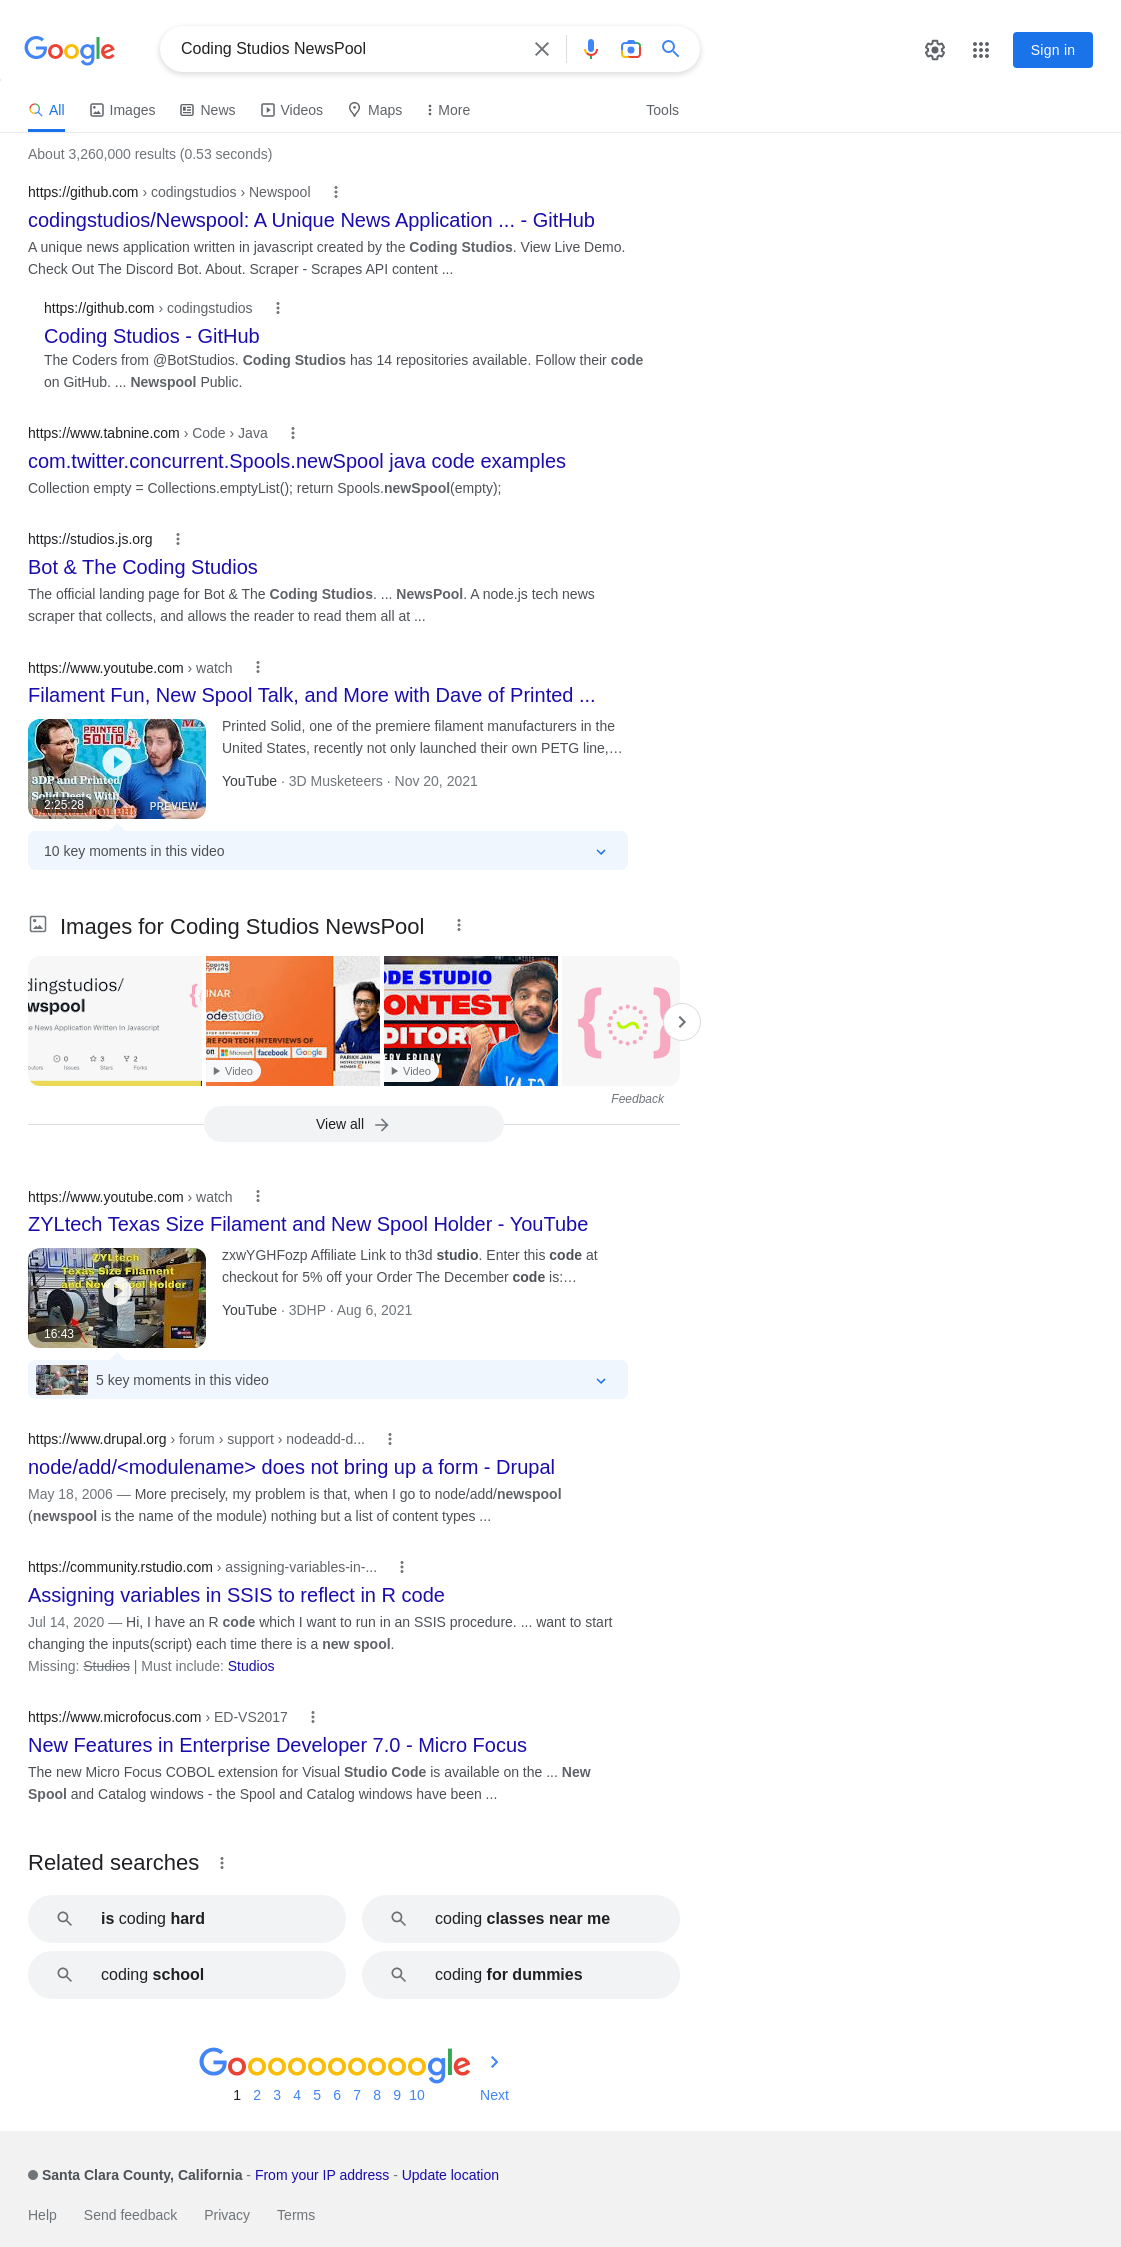 Google
Coding Studios NewsPool
Sign in
All
Images
News
Videos
Maps
More
Tools
About 3,260,000 results (0.53 seconds)
https://github.com › codingstudios › Newspool
codingstudios/Newspool: A Unique News Application ... - GitHub
A unique news application written in javascript created by the Coding Studios. View Live Demo.
Check Out The Discord Bot. About. Scraper - Scrapes API content ...
https://github.com › codingstudios
Coding Studios - GitHub
The Coders from @BotStudios. Coding Studios has 14 repositories available. Follow their code
on GitHub. ... Newspool Public.
https://www.tabnine.com › Code › Java
com.twitter.concurrent.Spools.newSpool java code examples
Collection empty = Collections.emptyList(); return Spools.newSpool(empty);
https://studios.js.org
Bot & The Coding Studios
The official landing page for Bot & The Coding Studios. ... NewsPool. A node.js tech news
scraper that collects, and allows the reader to read them all at ...
https://www.youtube.com › watch
Filament Fun, New Spool Talk, and More with Dave of Printed ...
PRINTED
SOLID
MA
3DP and Printed
Solid Deets With
2:25:28
PREVIEW
Printed Solid, one of the premiere filament manufacturers in the
United States, recently not only launched their own PETG line,…
YouTube · 3D Musketeers · Nov 20, 2021
10 key moments in this video
Images for Coding Studios NewsPool
dingstudios/
wspool
e News Application Written in Javascript
0
3
2
utors
Issues
Stars
Forks
INAR
odestudio
ARE FOR TECH INTERVIEWS OF
on
Microsoft
facebook
Google
PARIKH JAIN
Video
ODE STUDIO
ONTEST
DITORIAL
ERY FRIDAY
Video
Feedback
View all
https://www.youtube.com › watch
ZYLtech Texas Size Filament and New Spool Holder - YouTube
ZYLtech
Texas Size Filament
and New Spool Holder
16:43
zxwYGHFozp Affiliate Link to th3d studio. Enter this code at
checkout for 5% off your Order The December code is:…
YouTube · 3DHP · Aug 6, 2021
5 key moments in this video
https://www.drupal.org › forum › support › nodeadd-d...
node/add/<modulename> does not bring up a form - Drupal
May 18, 2006 — More precisely, my problem is that, when I go to node/add/newspool
(newspool is the name of the module) nothing but a list of content types ...
https://community.rstudio.com › assigning-variables-in-...
Assigning variables in SSIS to reflect in R code
Jul 14, 2020 — Hi, I have an R code which I want to run in an SSIS procedure. ... want to start
changing the inputs(script) each time there is a new spool.
Missing: Studios | Must include: Studios
https://www.microfocus.com › ED-VS2017
New Features in Enterprise Developer 7.0 - Micro Focus
The new Micro Focus COBOL extension for Visual Studio Code is available on the ... New
Spool and Catalog windows - the Spool and Catalog windows have been ...
Related searches
is coding hard
coding classes near me
coding school
coding for dummies
Goooooooooogle
1 2 3 4 5 6 7 8 9 10 Next
Santa Clara County, California - From your IP address - Update location
Help Send feedback Privacy Terms